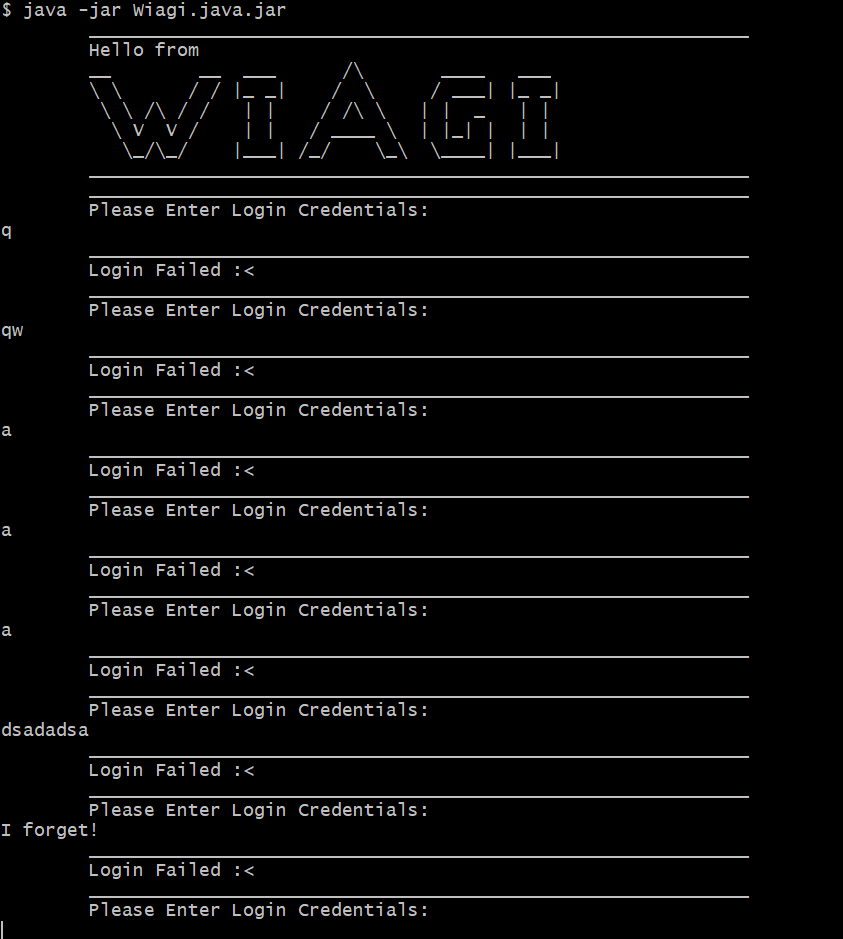 $ java -jar Wiagi.java.jar
Hello from
WIAGI
Please Enter Login Credentials:
q
Login Failed :<
Please Enter Login Credentials:
qw
Login Failed :<
Please Enter Login Credentials:
a
Login Failed :<
Please Enter Login Credentials:
a
Login Failed :<
Please Enter Login Credentials:
a
Login Failed :<
Please Enter Login Credentials:
dsadadsa
Login Failed :<
Please Enter Login Credentials:
I forget!
Login Failed :<
Please Enter Login Credentials: